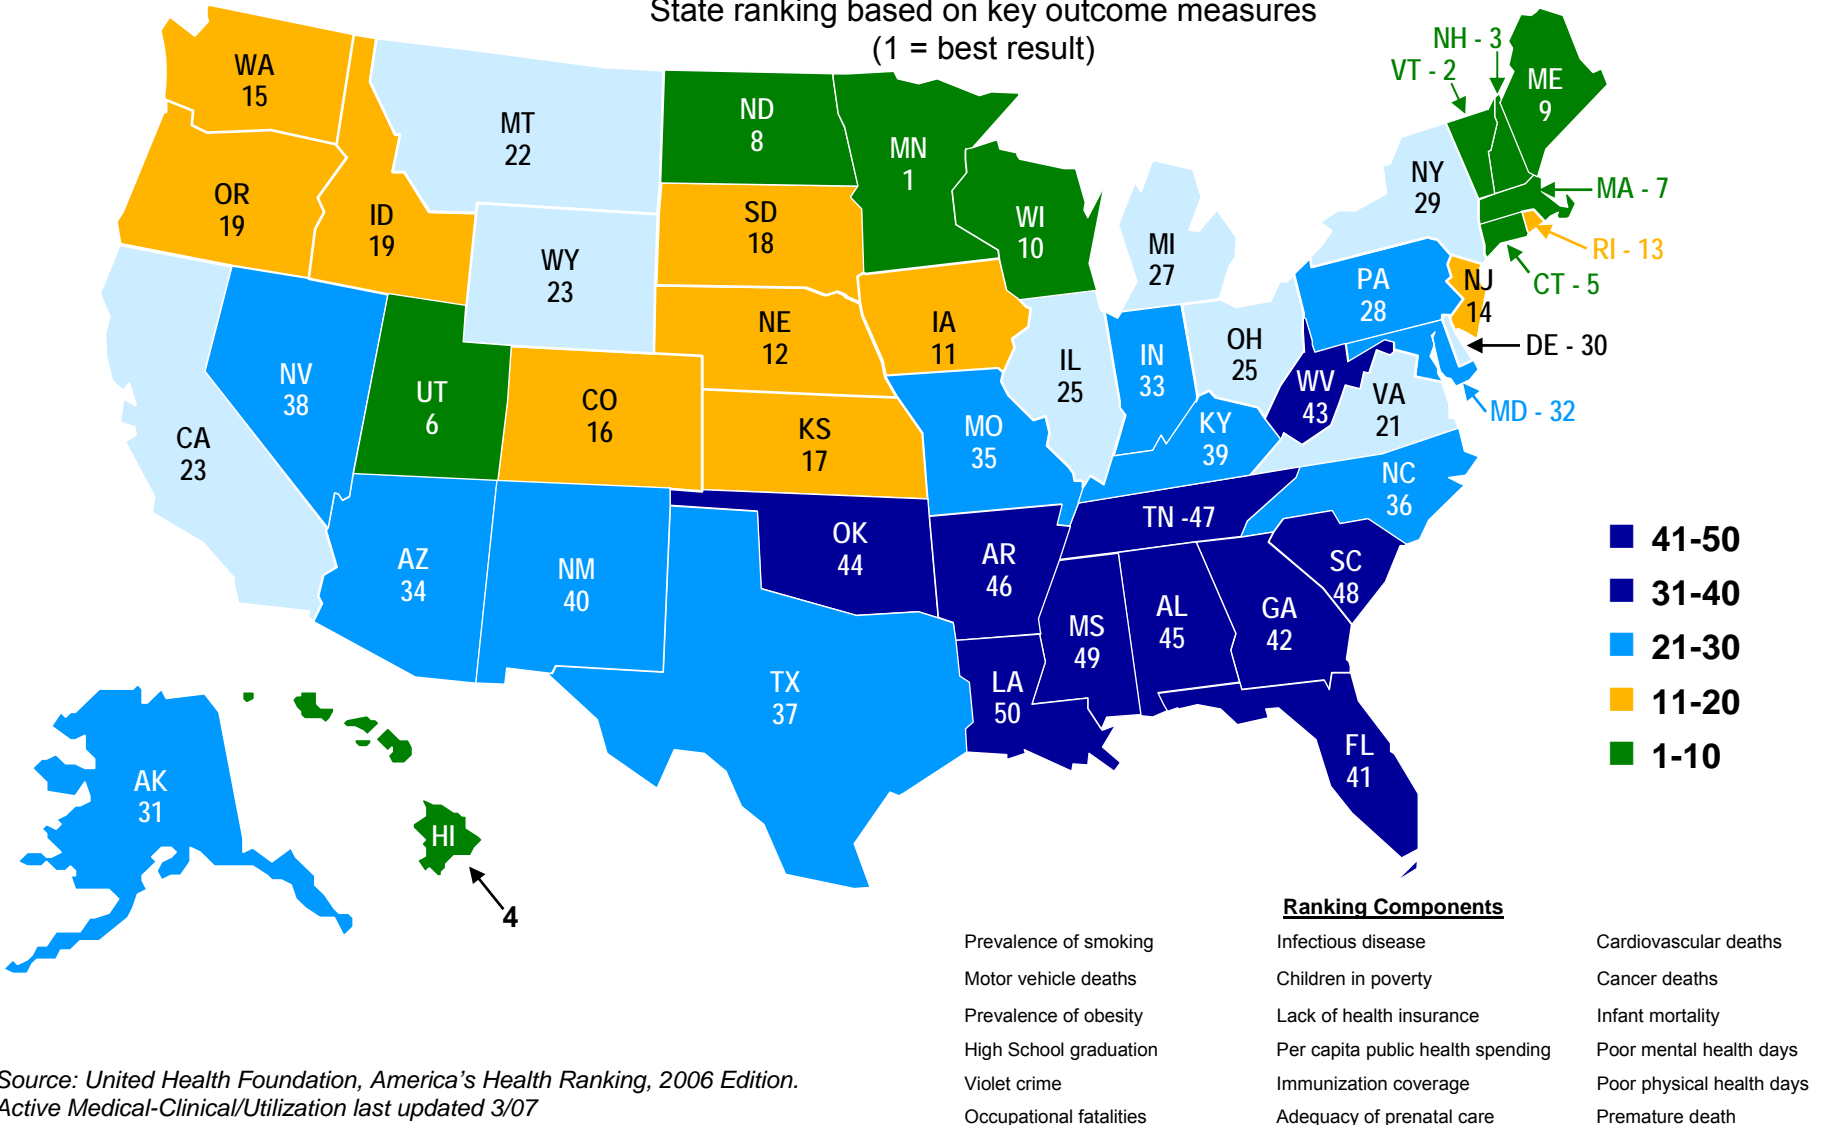 State ranking based on key outcome measures
(1 = best result)
WA
15
OR
19
ID
19
MT
22
WY
23
ND
8
SD
18
NE
12
MN
1
WI
10
IA
11
MI
27
NY
29
NH - 3
VT - 2
ME
9
MA - 7
RI - 13
CT - 5
NJ
14
PA
28
DE - 30
MD - 32
CA
23
NV
38
UT
6
CO
16
KS
17
MO
35
IL
25
IN
33
OH
25
WV
43
VA
21
KY
39
NC
36
TN -47
SC
48
AZ
34
NM
40
OK
44
AR
46
TX
37
LA
50
MS
49
AL
45
GA
42
FL
41
AK
31
HI
4
41-50
31-40
21-30
11-20
1-10
Ranking Components
Prevalence of smoking
Infectious disease
Cardiovascular deaths
Motor vehicle deaths
Children in poverty
Cancer deaths
Prevalence of obesity
Lack of health insurance
Infant mortality
High School graduation
Per capita public health spending
Poor mental health days
Violet crime
Immunization coverage
Poor physical health days
Occupational fatalities
Adequacy of prenatal care
Premature death
Source: United Health Foundation, America's Health Ranking, 2006 Edition.
Active Medical-Clinical/Utilization last updated 3/07